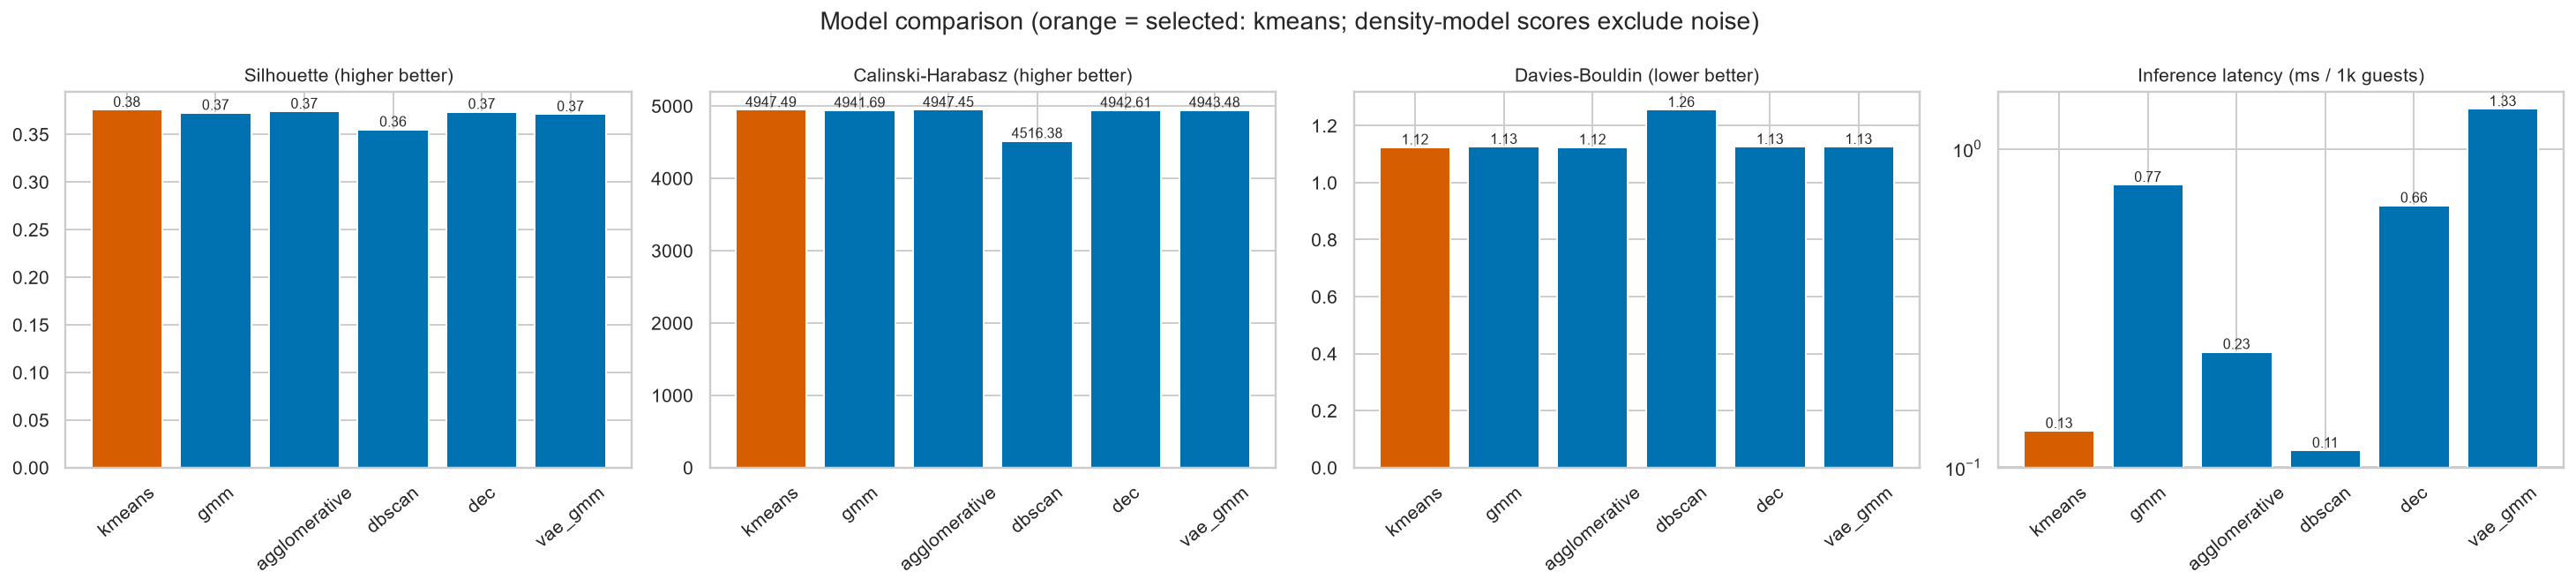 Model comparison (orange = selected: kmeans; density-model scores exclude noise)
Silhouette (higher better)
0.38
0.37
0.37
0.36
0.37
0.37
0.35
0.30
0.25
0.20
0.15
0.10
0.05
0.00
kmeans
gmm
agglomerative
dbscan
dec
vae_gmm
Calinski-Harabasz (higher better)
4947.49
4941.69
4947.45
4516.38
4942.61
4943.48
5000
4000
3000
2000
1000
0
kmeans
gmm
agglomerative
dbscan
dec
vae_gmm
Davies-Bouldin (lower better)
1.12
1.13
1.12
1.26
1.13
1.13
1.2
1.0
0.8
0.6
0.4
0.2
0.0
kmeans
gmm
agglomerative
dbscan
dec
vae_gmm
Inference latency (ms / 1k guests)
0.13
0.77
0.23
0.11
0.66
1.33
10⁰
10⁻¹
kmeans
gmm
agglomerative
dbscan
dec
vae_gmm